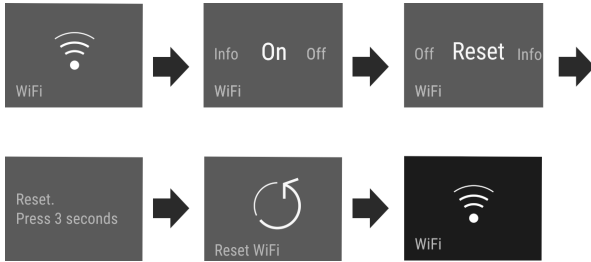 WiFi
Info On Off
WiFi
Off Reset Info
WiFi
Reset.
Press 3 seconds
Reset WiFi
WiFi